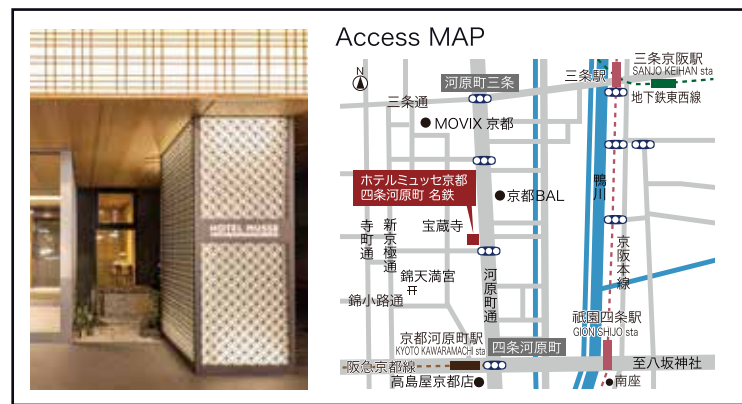 Access MAP
HOTEL MUSSE
N
三条京阪駅
SANJO KEIHAN sta
三条駅
地下鉄東西線
河原町三条
三条通
MOVIX 京都
ホテルミュッセ京都
四条河原町 名鉄
京都BAL
鴨川
寺町通
新京極通
宝蔵寺
京阪本線
錦天満宮
河原町通
錦小路通
祇園四条駅
GION SHIJO sta
京都河原町駅
KYOTO KAWARAMACHI sta
四条河原町
至八坂神社
阪急京都線
高島屋京都店
南座